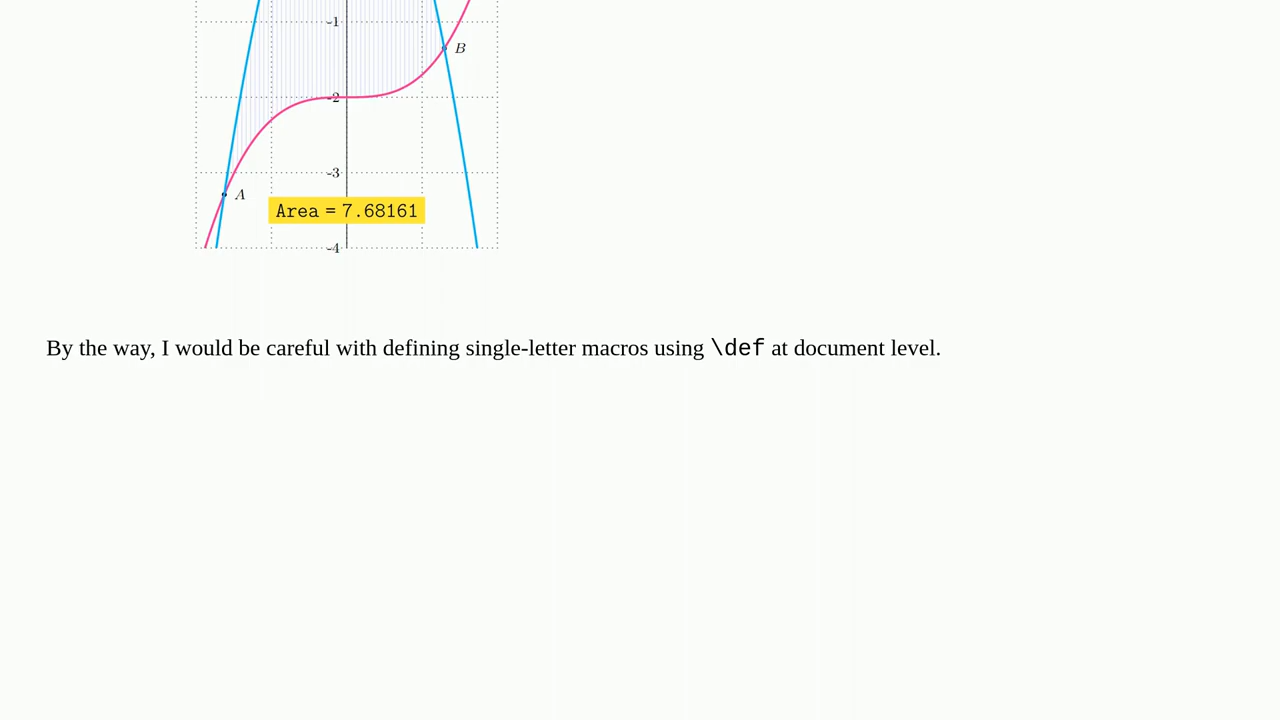 -1
B
-2
-3
A
Area = 7.68161
-4
By the way, I would be careful with defining single-letter macros using \def at document level.